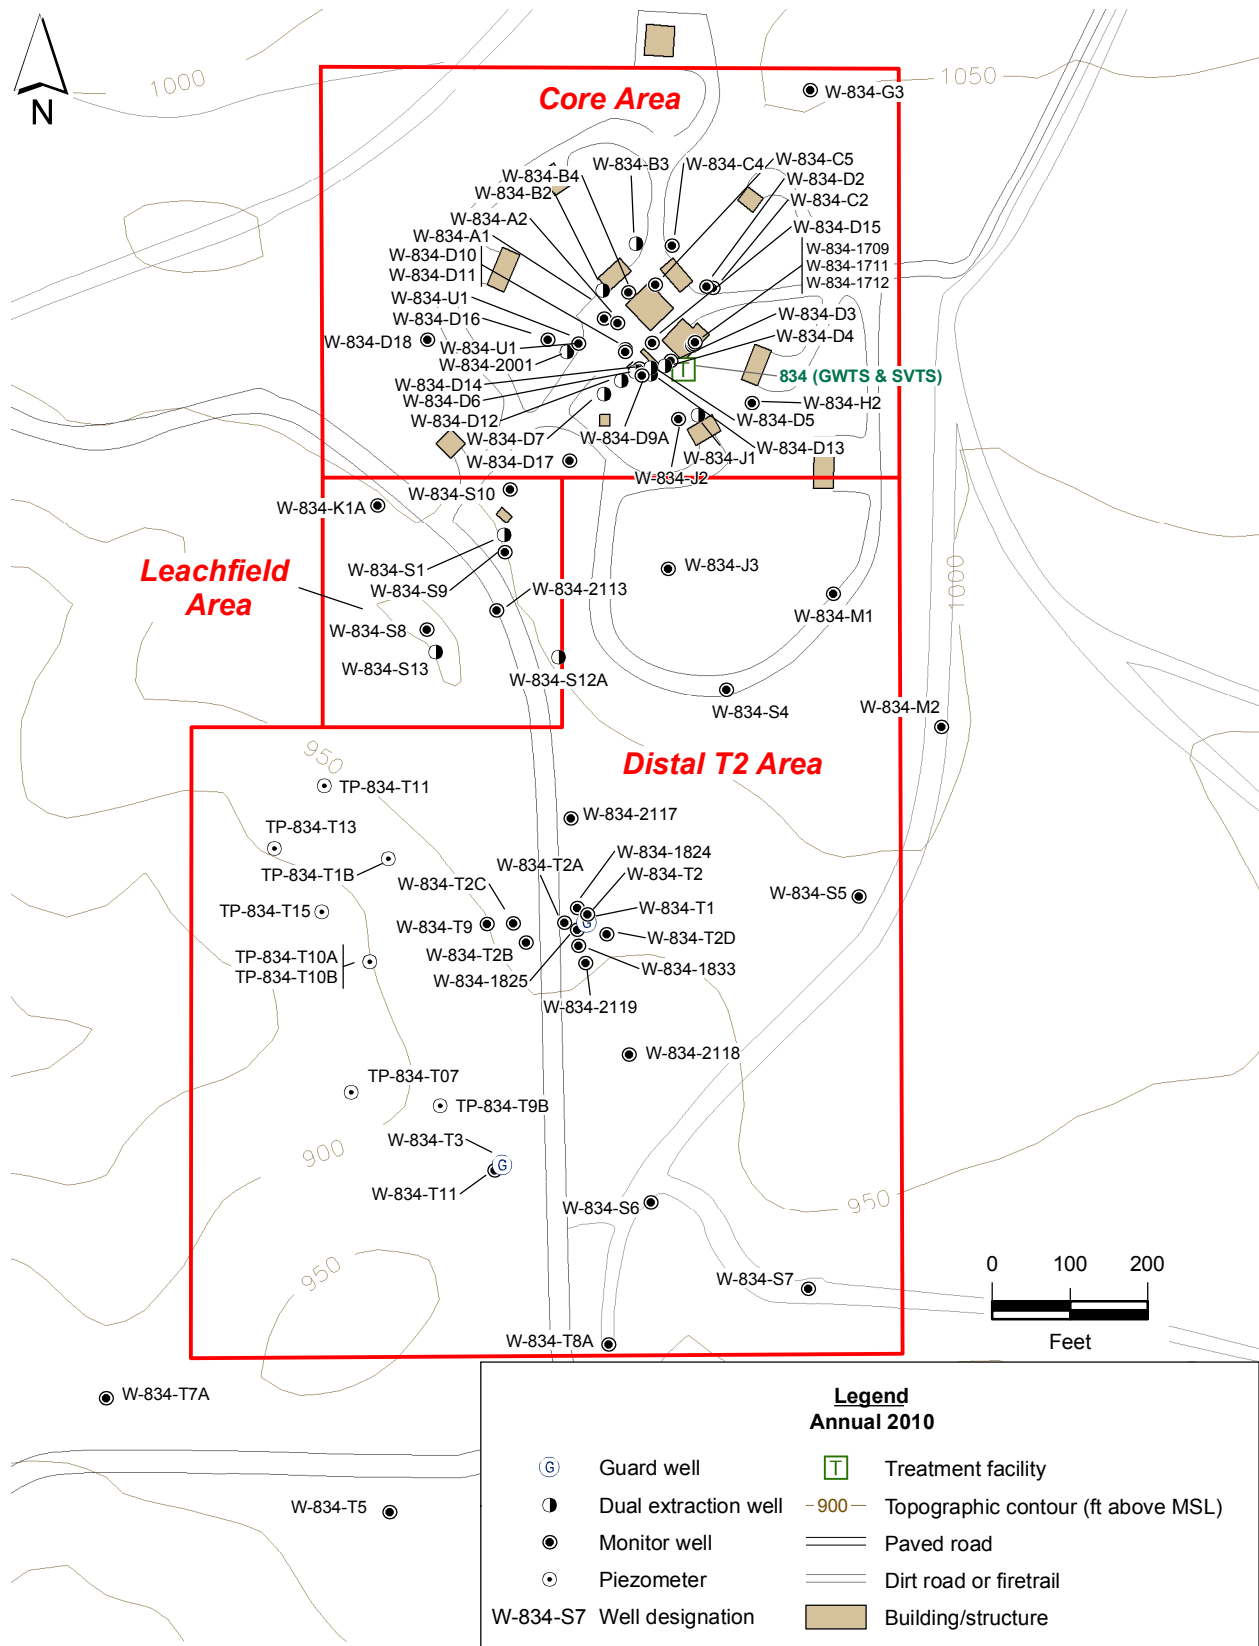 1000
1050
N
Core Area
W-834-G3
W-834-B3
W-834-C4
W-834-C5
W-834-B4
W-834-D2
W-834-B2
W-834-C2
W-834-A2
W-834-D15
W-834-A1
W-834-1709
W-834-D10
W-834-1711
W-834-D11
W-834-1712
W-834-U1
W-834-D3
W-834-D16
W-834-D4
W-834-D18
W-834-U1
W-834-2001
834 (GWTS & SVTS)
T
W-834-D14
W-834-D6
W-834-H2
W-834-D12
W-834-D5
W-834-D7
W-834-D9A
W-834-D13
W-834-J1
W-834-D17
W-834-J2
W-834-S10
W-834-K1A
Leachfield
Area
W-834-S1
W-834-S9
W-834-J3
1000
W-834-2113
W-834-M1
W-834-S8
W-834-S13
W-834-S12A
W-834-S4
W-834-M2
950
Distal T2 Area
TP-834-T11
W-834-2117
TP-834-T13
W-834-1824
W-834-T2A
W-834-T2
TP-834-T1B
W-834-T2C
W-834-S5
TP-834-T15
W-834-T1
W-834-T9
G
W-834-T2D
W-834-T2B
TP-834-T10A
TP-834-T10B
W-834-1833
W-834-1825
W-834-2119
W-834-2118
TP-834-T07
TP-834-T9B
W-834-T3
900
G
W-834-T11
W-834-S6
950
950
W-834-S7
0 100 200
Feet
W-834-T8A
W-834-T7A
W-834-T5
Legend
Annual 2010
G Guard well
T Treatment facility
Dual extraction well
900 Topographic contour (ft above MSL)
Monitor well
Paved road
Piezometer
Dirt road or firetrail
W-834-S7 Well designation
Building/structure